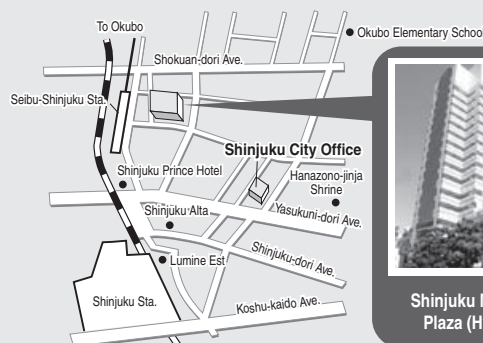 To Okubo
Okubo Elementary School
Shokuan-dori Ave.
Seibu-Shinjuku Sta.
Shinjuku City Office
Shinjuku Prince Hotel
Hanazono-jinja
Shrine
Shinjuku Alta
Yasukuni-dori Ave.
Shinjuku-dori Ave.
Lumine Est
Shinjuku Sta.
Koshu-kaido Ave.
Shinjuku
Plaza (H